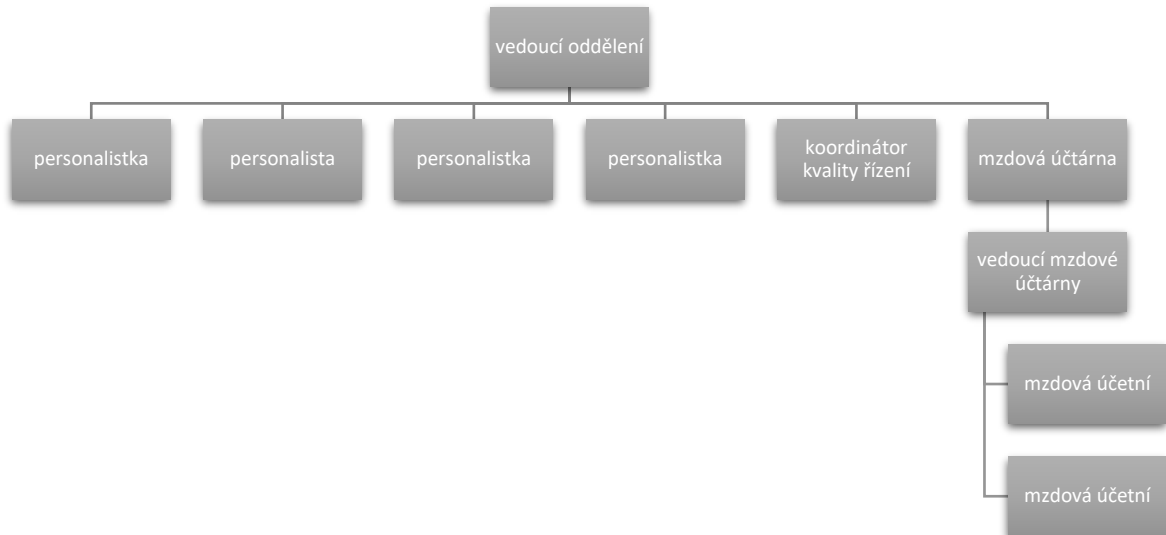 vedoucí oddělení
personalistka
personalista
personalistka
personalistka
koordinátor
kvality řízení
mzdová účtárna
vedoucí mzdové
účtárny
mzdová účetní
mzdová účetní